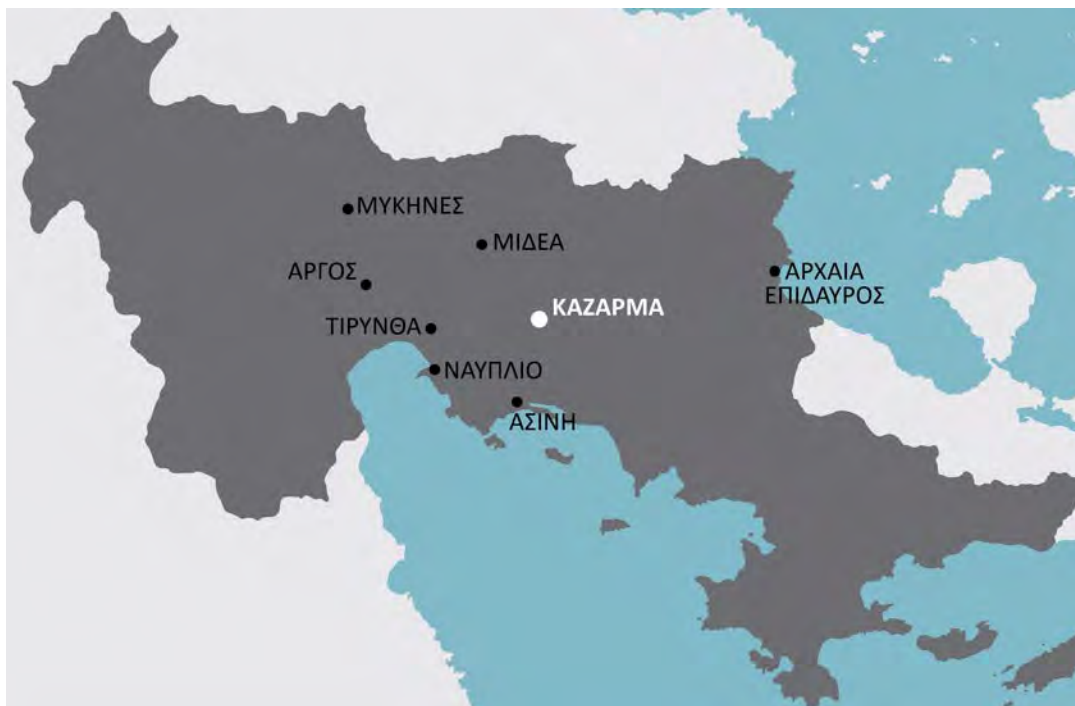 ΜΥΚΗΝΕΣ
ΜΙΔΕΑ
ΑΡΓΟΣ
ΑΡΧΑΙΑ
ΕΠΙΔΑΥΡΟΣ
ΚΑΖΑΡΜΑ
ΤΙΡΥΝΘΑ
ΝΑΥΠΛΙΟ
ΑΣΙΝΗ